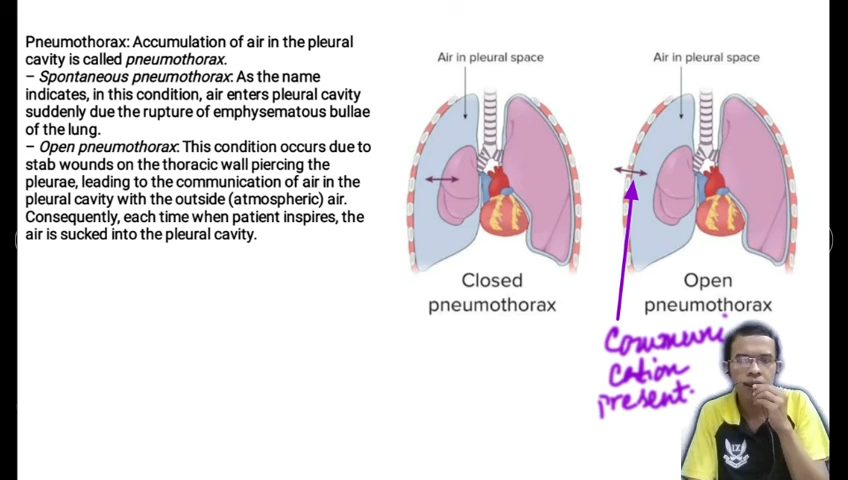 Pneumothorax: Accumulation of air in the pleural
cavity is called pneumothorax.
– Spontaneous pneumothorax: As the name
indicates, in this condition, air enters pleural cavity
suddenly due the rupture of emphysematous bullae
of the lung.
– Open pneumothorax: This condition occurs due to
stab wounds on the thoracic wall piercing the
pleurae, leading to the communication of air in the
pleural cavity with the outside (atmospheric) air.
Consequently, each time when patient inspires, the
air is sucked into the pleural cavity.
Air in pleural space
Closed
pneumothorax
Air in pleural space
Open
pneumothorax
Communi
cation
present.